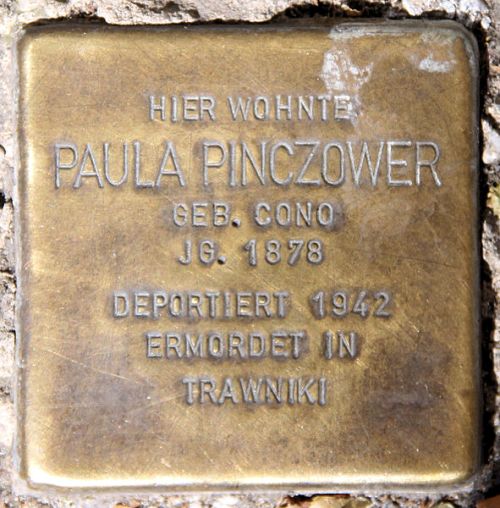 HIER WOHNTE
PAULA PINCZOWER
GEB. CONO
JG. 1878
DEPORTIERT 1942
ERMORDET IN
TRAWNIKI